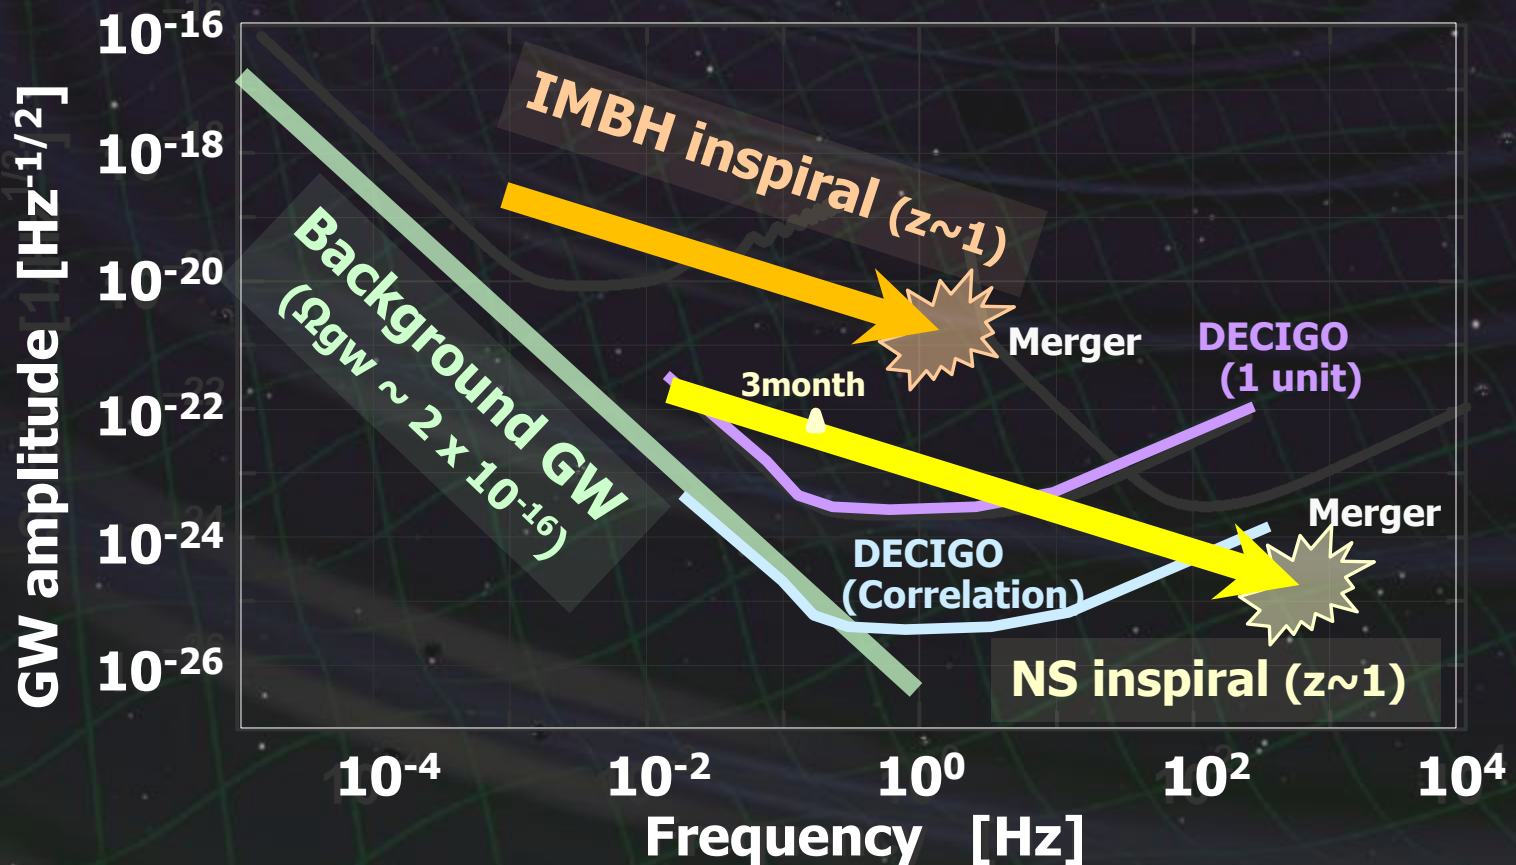 10⁻¹⁶
10⁻¹⁸
10⁻²⁰
10⁻²²
10⁻²⁴
10⁻²⁶
GW amplitude [Hz⁻¹/²]
IMBH inspiral (z~1)
Merger
Background GW
(Ωgw ~ 2 x 10⁻¹⁶)
3month
DECIGO
(1 unit)
Merger
DECIGO
(Correlation)
NS inspiral (z~1)
10⁻⁴
10⁻²
10⁰
10²
10⁴
Frequency [Hz]